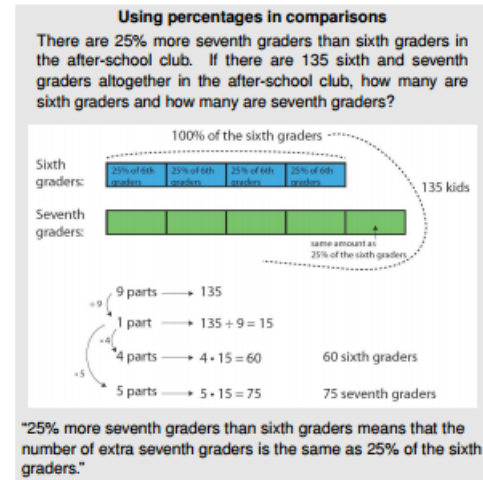 Using percentages in comparisons
There are 25% more seventh graders than sixth graders in
the after-school club. If there are 135 sixth and seventh
graders altogether in the after-school club, how many are
sixth graders and how many are seventh graders?
100% of the sixth graders
Sixth
graders:
25% of 6th
graders
25% of 6th
graders
25% of 6th
graders
25% of 6th
graders
135 kids
Seventh
graders:
same amount as
25% of the sixth graders
9 parts → 135
÷9
1 part → 135 ÷ 9 = 15
•4
4 parts → 4 • 15 = 60 60 sixth graders
•5
5 parts → 5 • 15 = 75 75 seventh graders
“25% more seventh graders than sixth graders means that the
number of extra seventh graders is the same as 25% of the sixth
graders.”